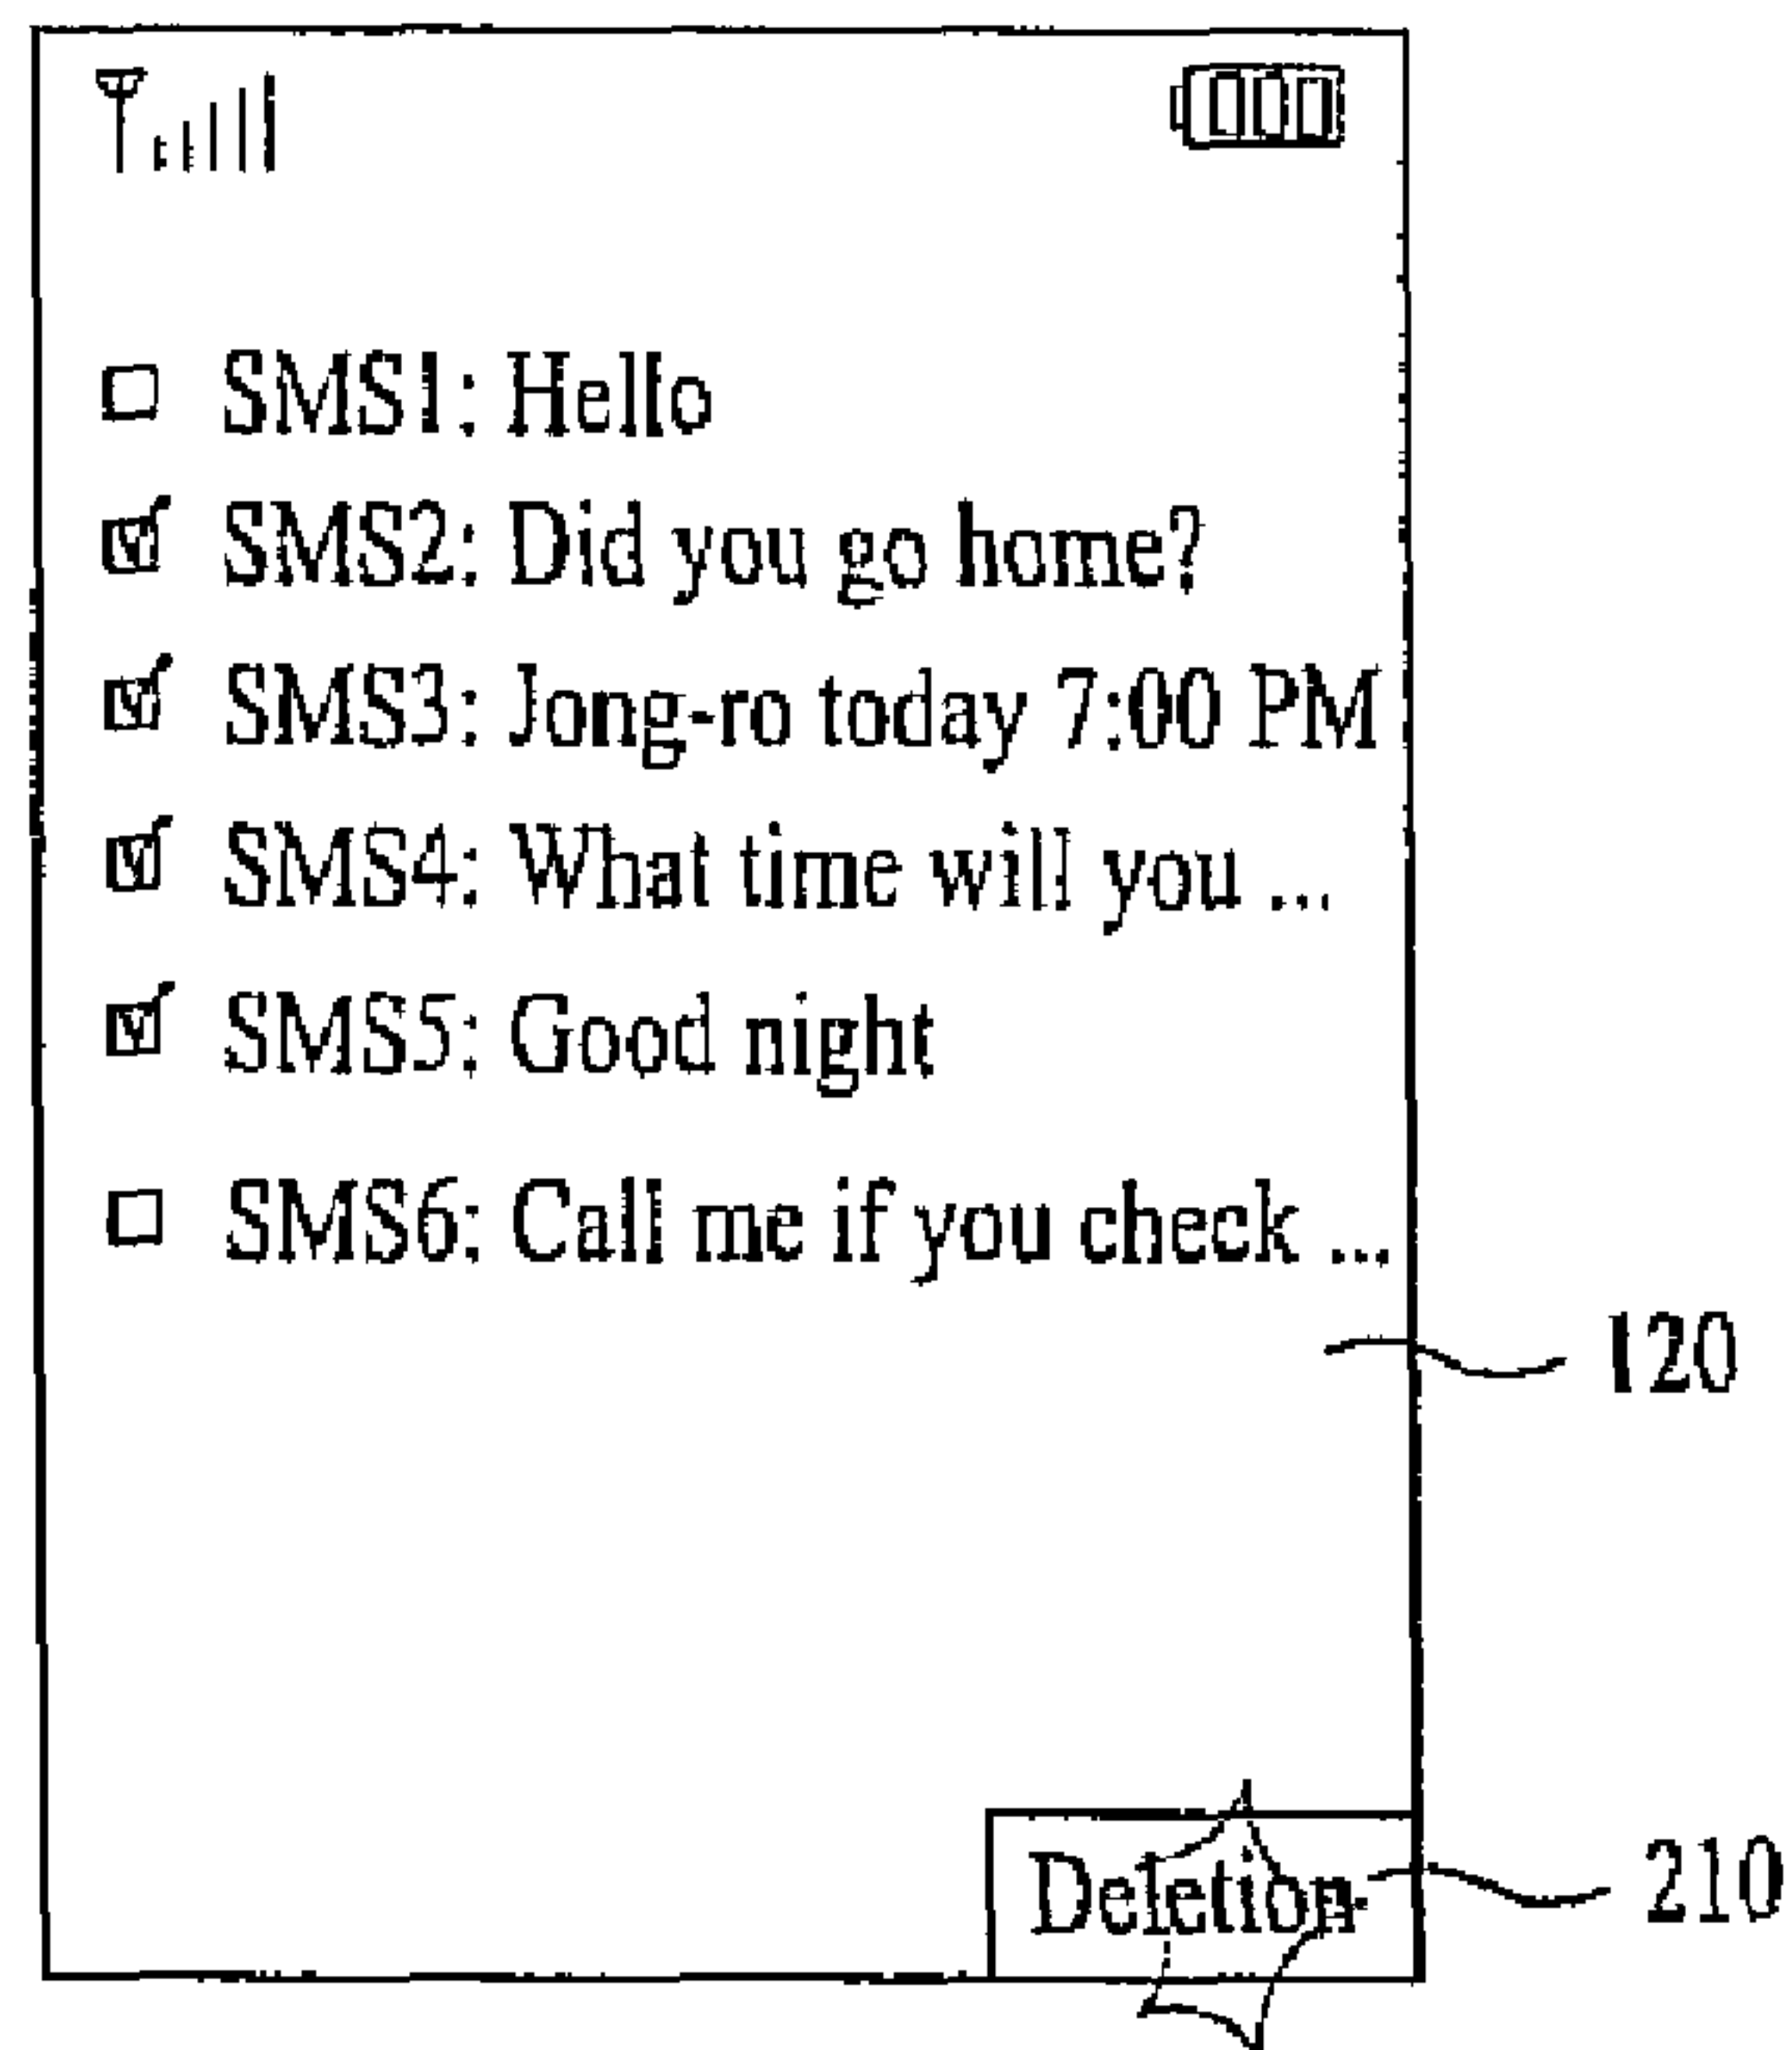 SMS1: Hello
SMS2: Did you go home?
SMS3: Jong-ro today 7:00 PM
SMS4: What time will you ...
SMS5: Good night
SMS6: Call me if you check ...
120
Deletion
210